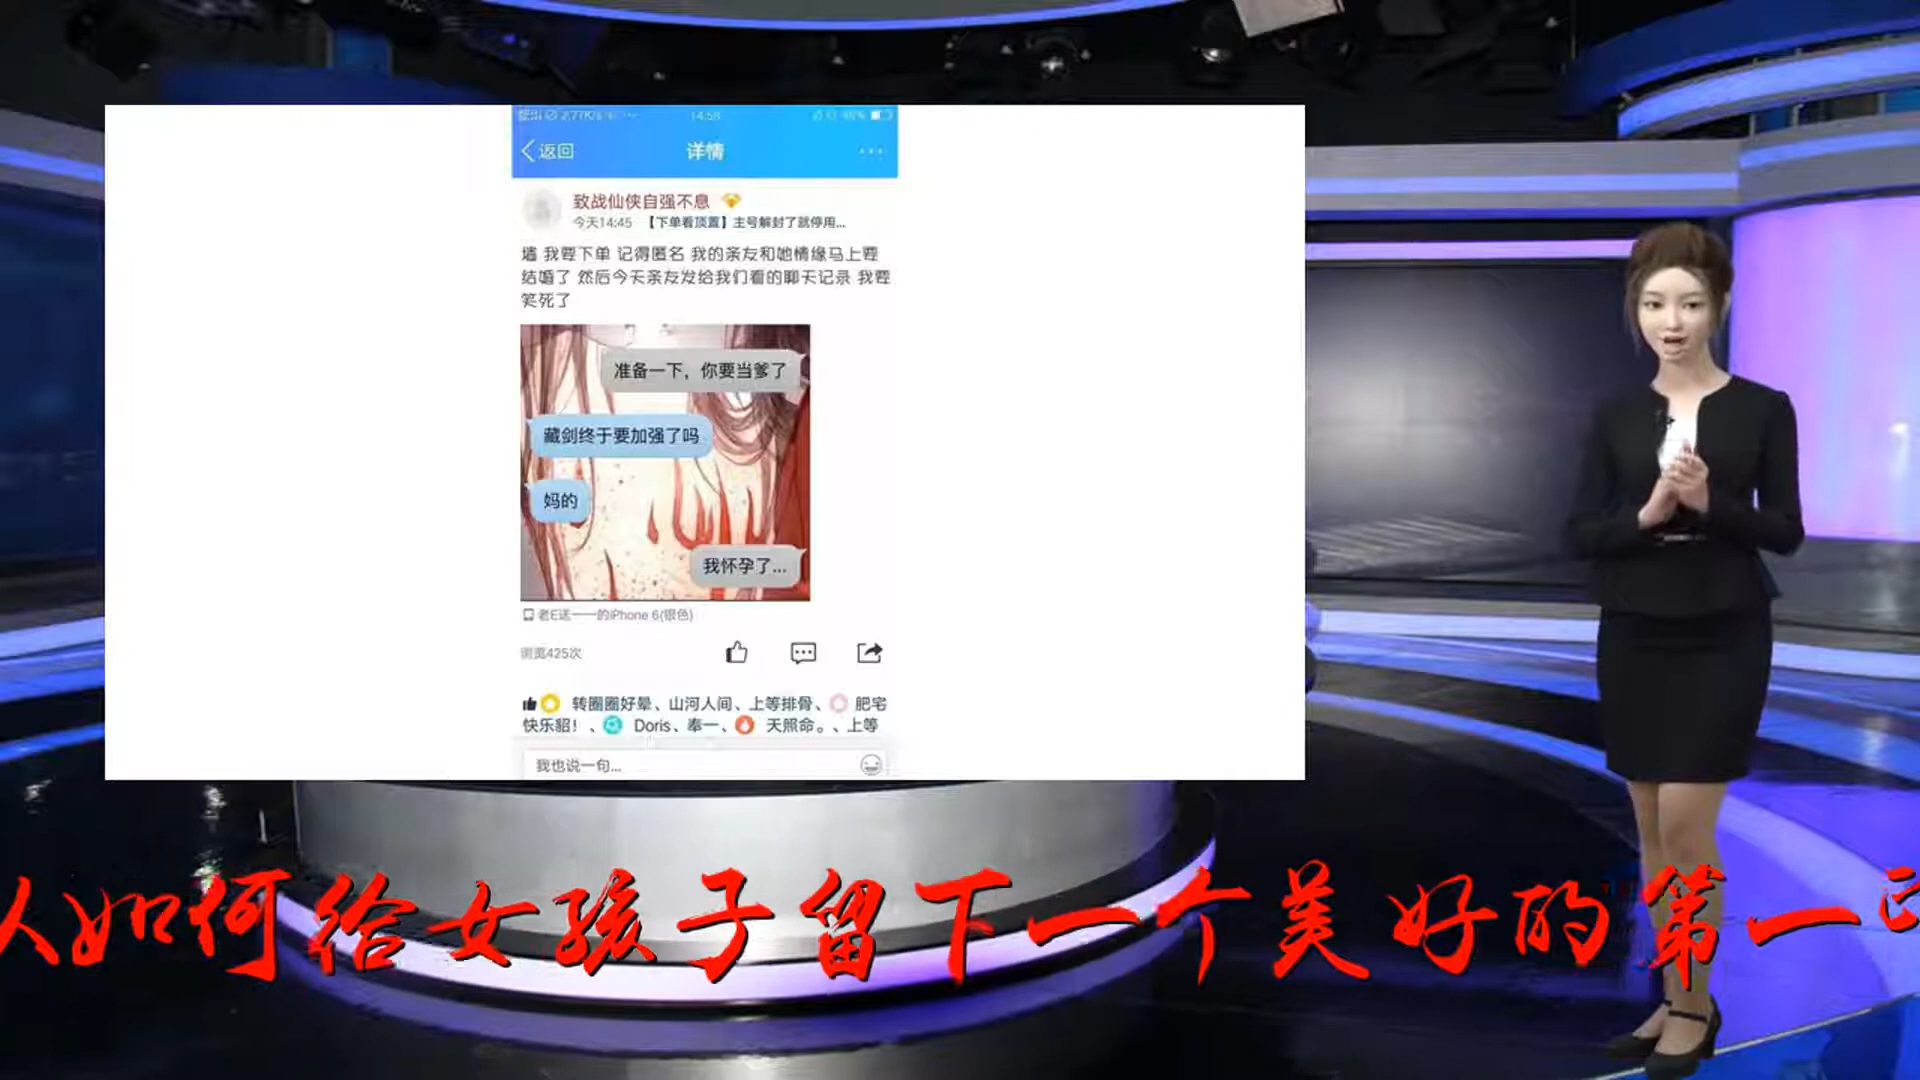 14:58
返回
详情
致战仙侠自强不息
今天14:45 【下单看顶置】主号解封了就停用...
墙 我要下单 记得匿名 我的亲友和她情缘马上要
结婚了 然后今天亲友发给我们看的聊天记录 我要
笑死了
准备一下，你要当爹了
藏剑终于要加强了吗
妈的
我怀孕了...
老E送一一的iPhone 6(银色)
浏览425次
转圈圈好晕、山河人间、上等排骨、肥宅
快乐貂！、Doris、奉一、天照命。、上等
我也说一句...
人如何给女孩子留下一个美好的第一